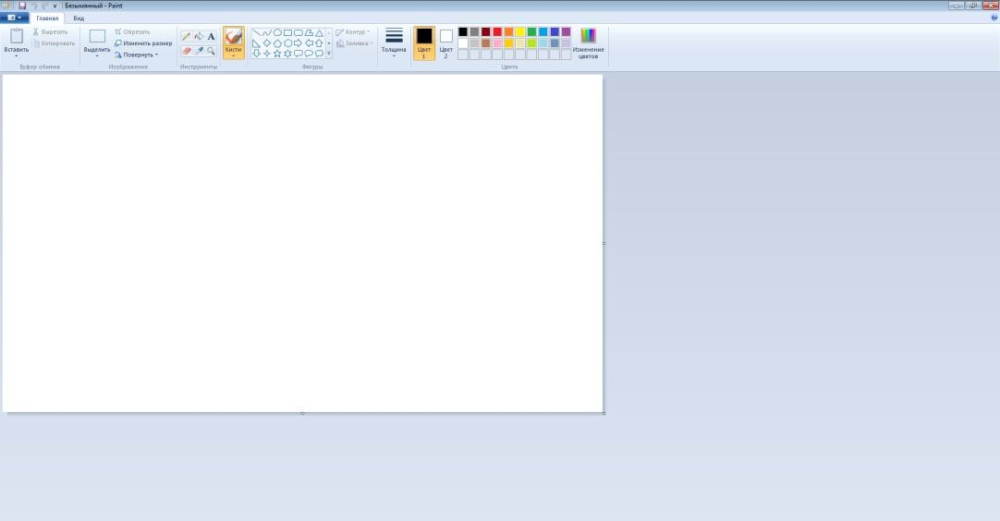 Безымянный - Paint
Главная Вид
Вставить
Вырезать
Копировать
Буфер обмена
Выделить
Обрезать
Изменить размер
Повернуть
Изображение
A
Инструменты
Кисти
Фигуры
Контур
Заливка
Толщина
Цвет 1
Цвет 2
Цвета
Изменение цветов